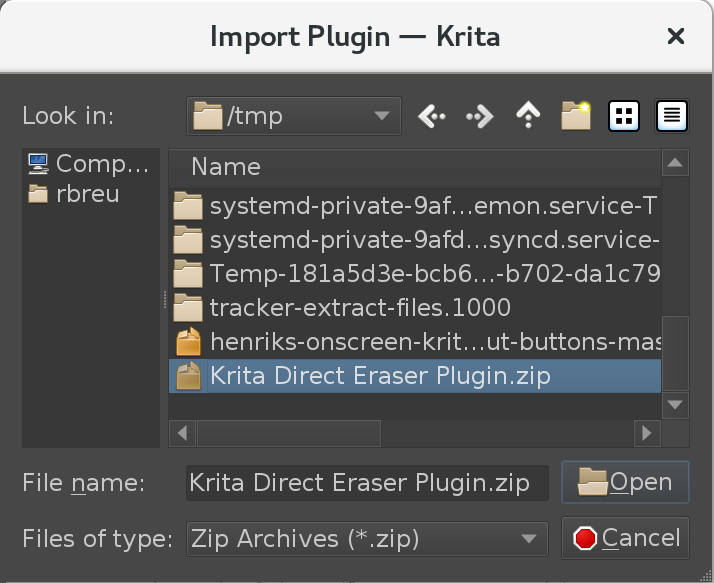 Import Plugin — Krita
Look in: /tmp
Comp...
rbreu
Name
systemd-private-9af...emon.service-T
systemd-private-9afd...syncd.service-
Temp-181a5d3e-bcb6...-b702-da1c79
tracker-extract-files.1000
henriks-onscreen-krit...ut-buttons-mas
Krita Direct Eraser Plugin.zip
File name: Krita Direct Eraser Plugin.zip Open
Files of type: Zip Archives (*.zip) Cancel